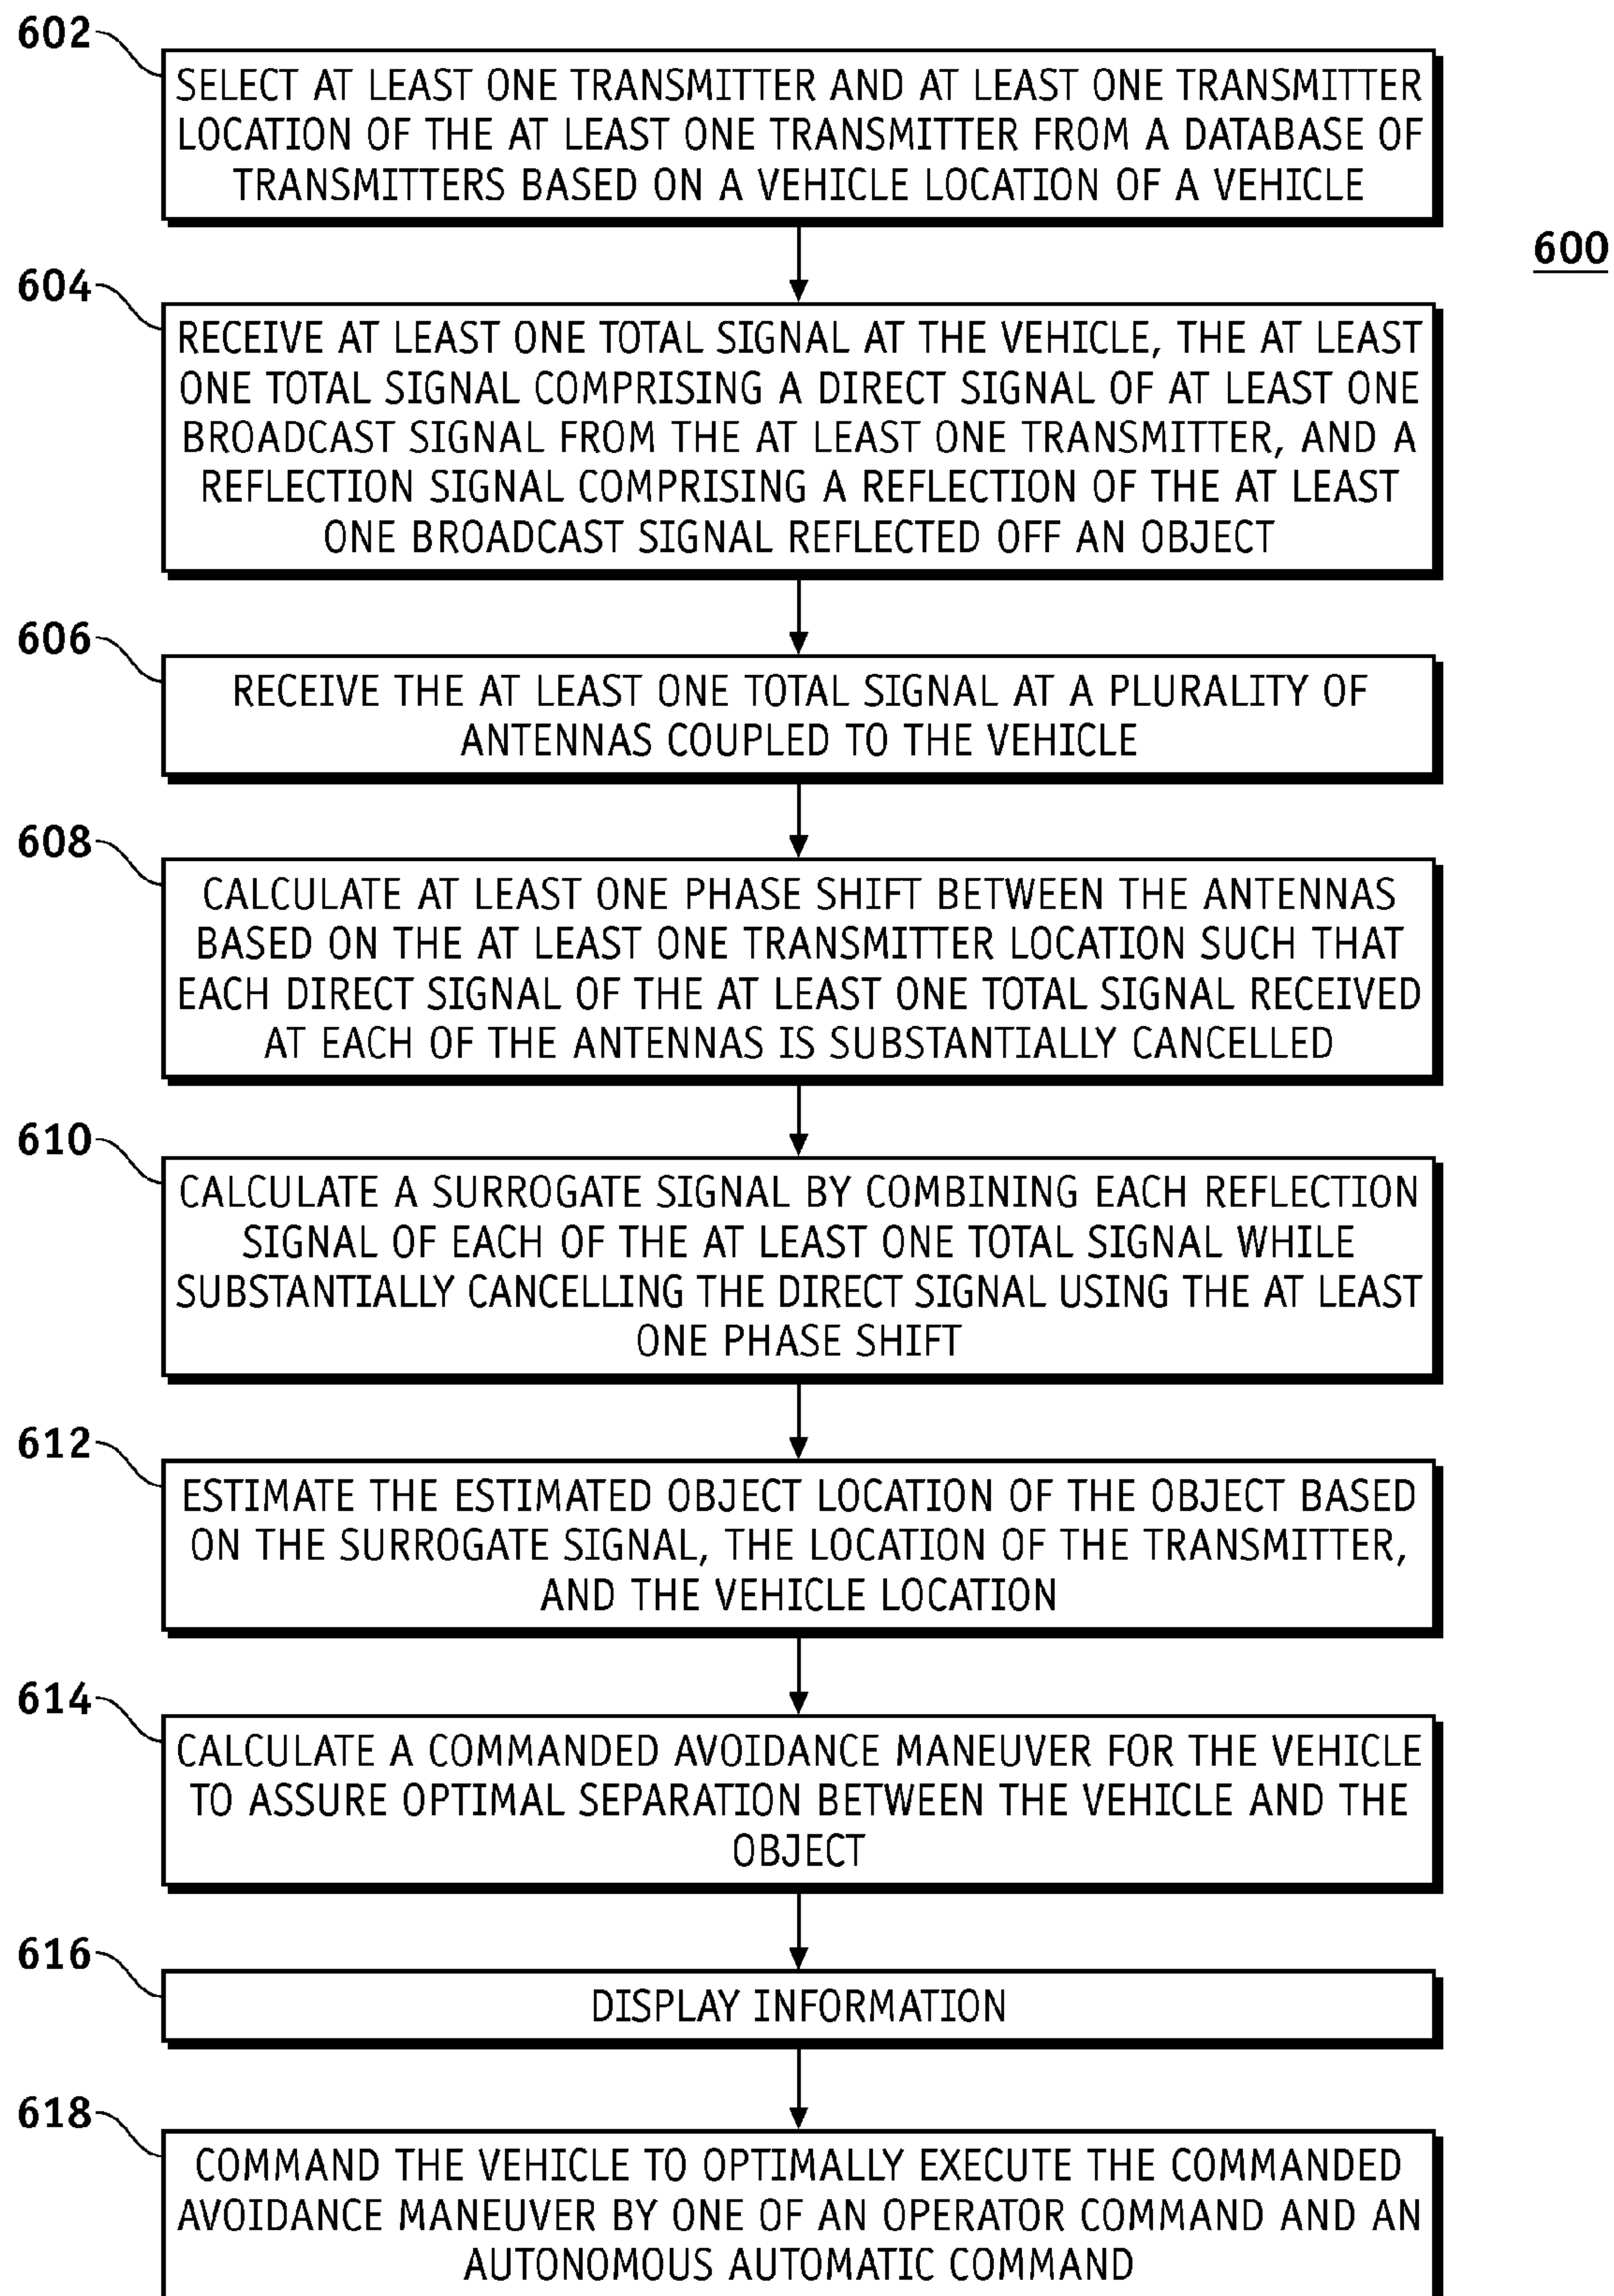 602
SELECT AT LEAST ONE TRANSMITTER AND AT LEAST ONE TRANSMITTER
LOCATION OF THE AT LEAST ONE TRANSMITTER FROM A DATABASE OF
TRANSMITTERS BASED ON A VEHICLE LOCATION OF A VEHICLE
600
604
RECEIVE AT LEAST ONE TOTAL SIGNAL AT THE VEHICLE, THE AT LEAST
ONE TOTAL SIGNAL COMPRISING A DIRECT SIGNAL OF AT LEAST ONE
BROADCAST SIGNAL FROM THE AT LEAST ONE TRANSMITTER, AND A
REFLECTION SIGNAL COMPRISING A REFLECTION OF THE AT LEAST
ONE BROADCAST SIGNAL REFLECTED OFF AN OBJECT
606
RECEIVE THE AT LEAST ONE TOTAL SIGNAL AT A PLURALITY OF
ANTENNAS COUPLED TO THE VEHICLE
608
CALCULATE AT LEAST ONE PHASE SHIFT BETWEEN THE ANTENNAS
BASED ON THE AT LEAST ONE TRANSMITTER LOCATION SUCH THAT
EACH DIRECT SIGNAL OF THE AT LEAST ONE TOTAL SIGNAL RECEIVED
AT EACH OF THE ANTENNAS IS SUBSTANTIALLY CANCELLED
610
CALCULATE A SURROGATE SIGNAL BY COMBINING EACH REFLECTION
SIGNAL OF EACH OF THE AT LEAST ONE TOTAL SIGNAL WHILE
SUBSTANTIALLY CANCELLING THE DIRECT SIGNAL USING THE AT LEAST
ONE PHASE SHIFT
612
ESTIMATE THE ESTIMATED OBJECT LOCATION OF THE OBJECT BASED
ON THE SURROGATE SIGNAL, THE LOCATION OF THE TRANSMITTER,
AND THE VEHICLE LOCATION
614
CALCULATE A COMMANDED AVOIDANCE MANEUVER FOR THE VEHICLE
TO ASSURE OPTIMAL SEPARATION BETWEEN THE VEHICLE AND THE
OBJECT
616
DISPLAY INFORMATION
618
COMMAND THE VEHICLE TO OPTIMALLY EXECUTE THE COMMANDED
AVOIDANCE MANEUVER BY ONE OF AN OPERATOR COMMAND AND AN
AUTONOMOUS AUTOMATIC COMMAND